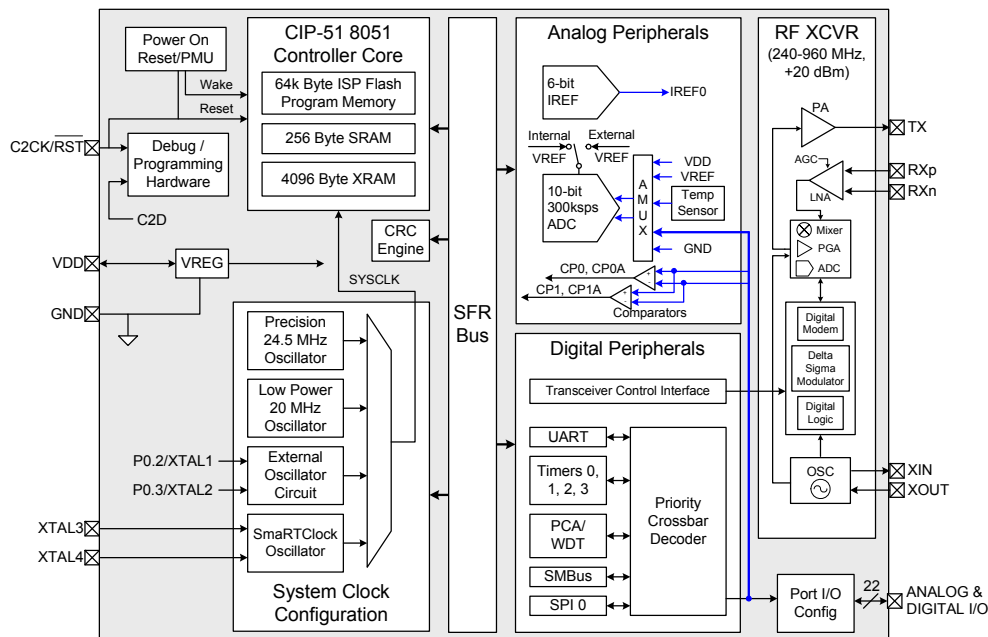 Power On
Reset/PMU
Wake
Reset
C2CK/RST
Debug /
Programming
Hardware
C2D
VDD
VREG
GND
CIP-51 8051
Controller Core
64k Byte ISP Flash
Program Memory
256 Byte SRAM
4096 Byte XRAM
CRC
Engine
SYSCLK
Precision
24.5 MHz
Oscillator
Low Power
20 MHz
Oscillator
P0.2/XTAL1
P0.3/XTAL2
External
Oscillator
Circuit
XTAL3
XTAL4
SmaRTClock
Oscillator
System Clock
Configuration
SFR
Bus
Analog Peripherals
6-bit
IREF
IREF0
Internal
VREF
External
VREF
10-bit
300ksps
ADC
A
M
U
X
VDD
VREF
Temp
Sensor
GND
CP0, CP0A
CP1, CP1A
+
-
+
-
Comparators
Digital Peripherals
Transceiver Control Interface
UART
Timers 0,
1, 2, 3
PCA/
WDT
SMBus
SPI 0
Priority
Crossbar
Decoder
RF XCVR
(240-960 MHz,
+20 dBm)
PA
TX
AGC
LNA
RXp
RXn
Mixer
PGA
ADC
Digital
Modem
Delta
Sigma
Modulator
Digital
Logic
OSC
XIN
XOUT
Port I/O
Config
22
ANALOG &
DIGITAL I/O